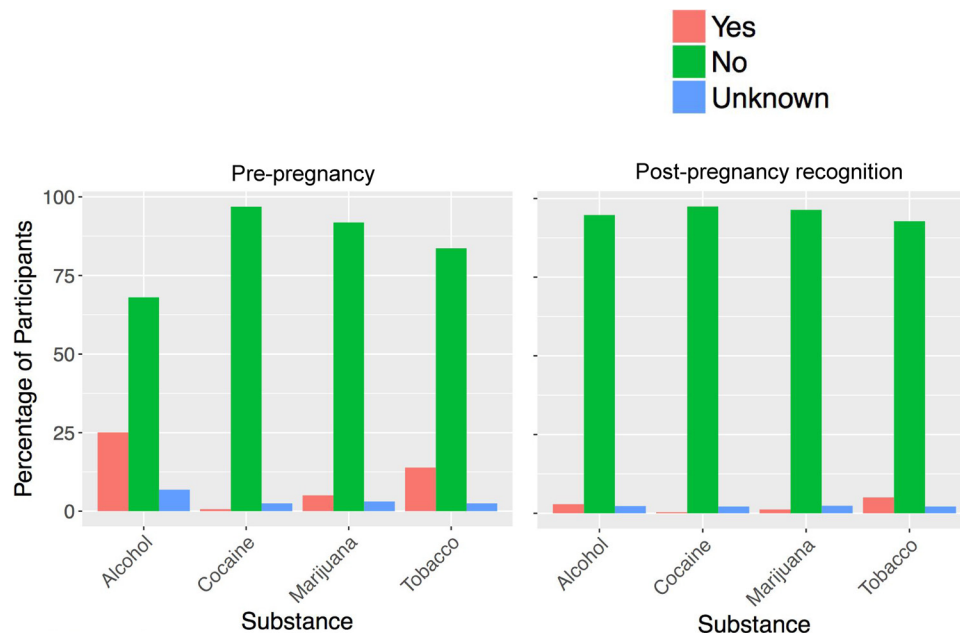 Yes
No
Unknown
Pre-pregnancy
Post-pregnancy recognition
Percentage of Participants
100
75
50
25
0
Alcohol
Cocaine
Marijuana
Tobacco
Alcohol
Cocaine
Marijuana
Tobacco
Substance
Substance